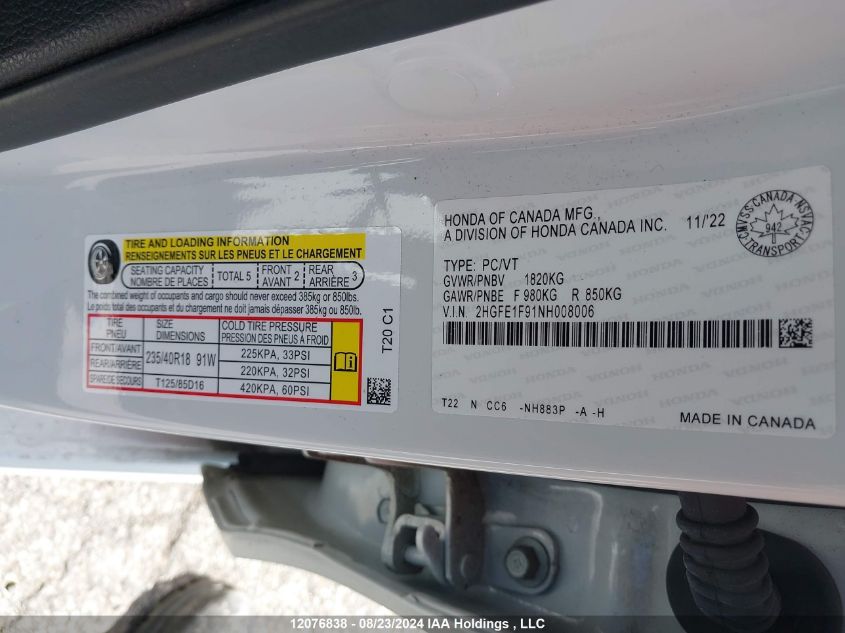 TIRE AND LOADING INFORMATION
RENSEIGNEMENTS SUR LES PNEUS ET LE CHARGEMENT
SEATING CAPACITY TOTAL 5 FRONT 2 REAR 3
NOMBRE DE PLACES AVANT ARRIÈRE
The combined weight of occupants and cargo should never exceed 385kg or 850lbs.
Le poids total des occupants et du chargement ne doit jamais dépasser 385kg ou 850lb.
TIRE SIZE COLD TIRE PRESSURE
PNEU DIMENSIONS PRESSION DES PNEUS A FROID
FRONT/AVANT 235/40R18 91W 225KPA, 33PSI
REAR/ARRIÈRE 220KPA, 32PSI
SPARE/DE SECOURS T125/85D16 420KPA, 60PSI
T20 C1
HONDA OF CANADA MFG.,
A DIVISION OF HONDA CANADA INC. 11/'22
CMVSS CANADA NSVAC
942
TRANSPORT
TYPE: PC/VT
GVWR/PNBV 1820KG
GAWR/PNBE F 980KG R 850KG
V.I.N. 2HGFE1F91NH008006
T22 N CC6 -NH883P -A -H
MADE IN CANADA
12076838 - 08/23/2024 IAA Holdings, LLC